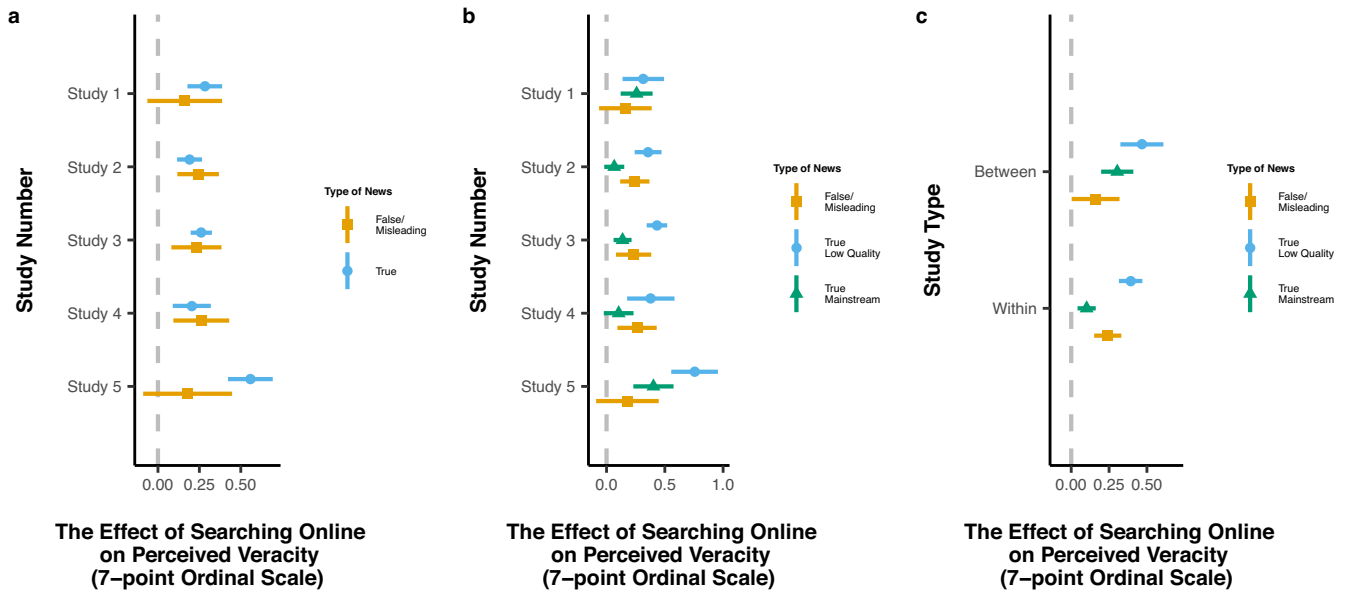 a
Study Number
Study 1
Study 2
Study 3
Study 4
Study 5
0.00 0.25 0.50
The Effect of Searching Online
on Perceived Veracity
(7−point Ordinal Scale)
Type of News
False/
Misleading
True
b
Study Number
Study 1
Study 2
Study 3
Study 4
Study 5
0.0 0.5 1.0
The Effect of Searching Online
on Perceived Veracity
(7−point Ordinal Scale)
Type of News
False/
Misleading
True
Low Quality
True
Mainstream
c
Study Type
Between
Within
0.00 0.25 0.50
The Effect of Searching Online
on Perceived Veracity
(7−point Ordinal Scale)
Type of News
False/
Misleading
True
Low Quality
True
Mainstream